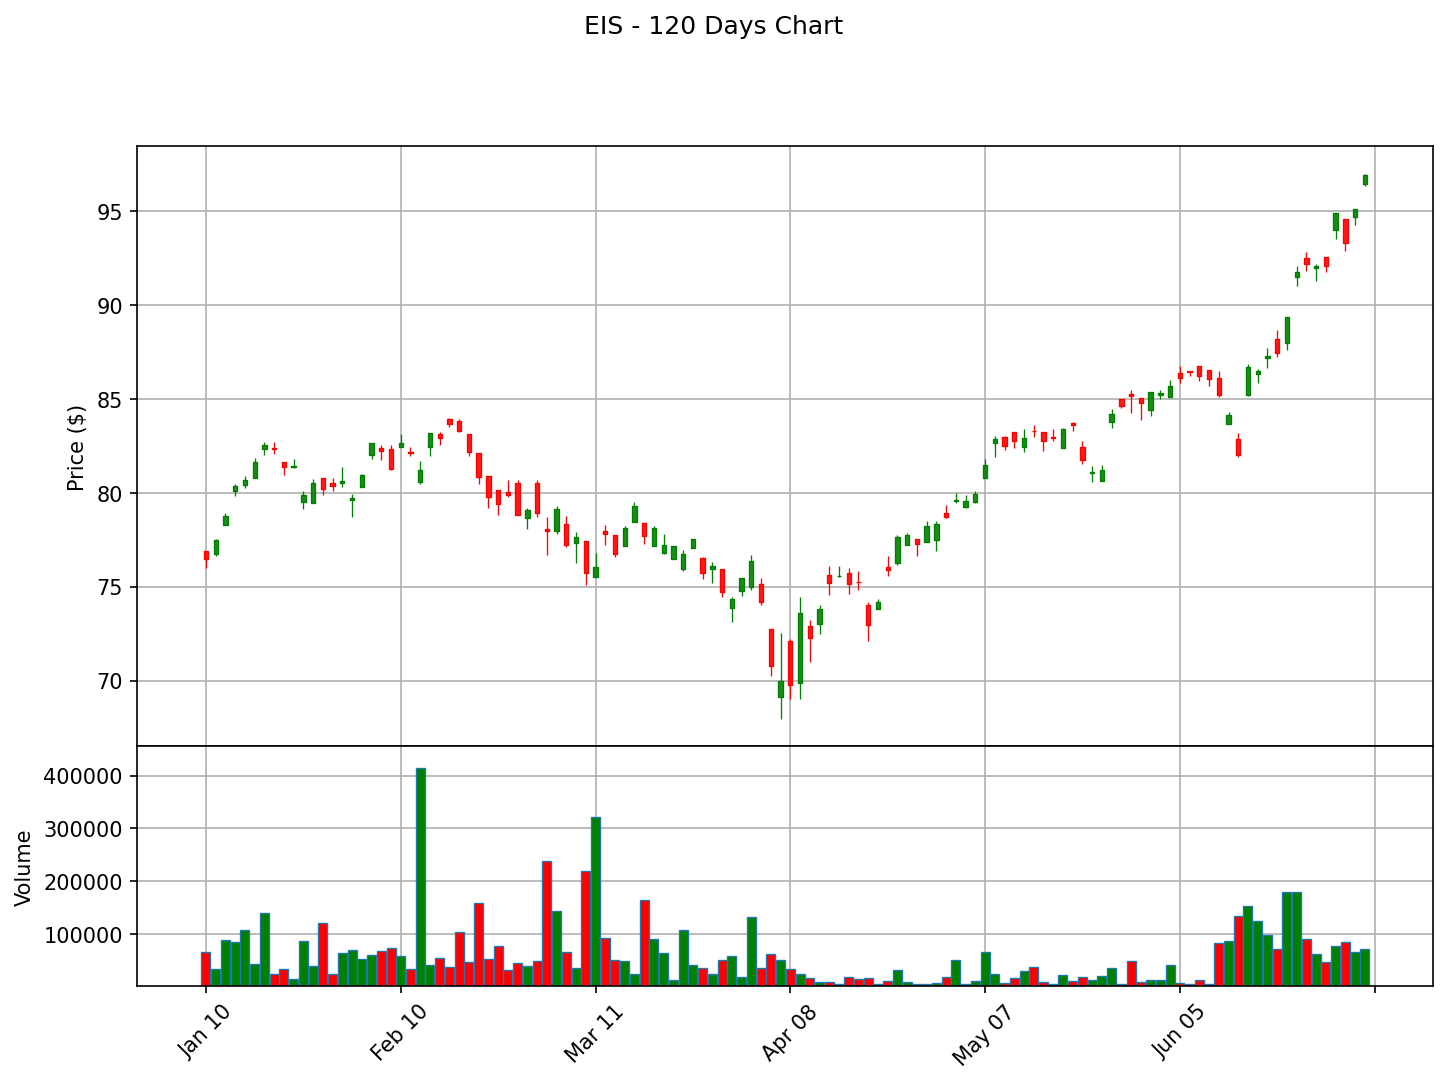 EIS - 120 Days Chart
Price ($)
95
90
85
80
75
70
Volume
400000
300000
200000
100000
Jan 10
Feb 10
Mar 11
Apr 08
May 07
Jun 05